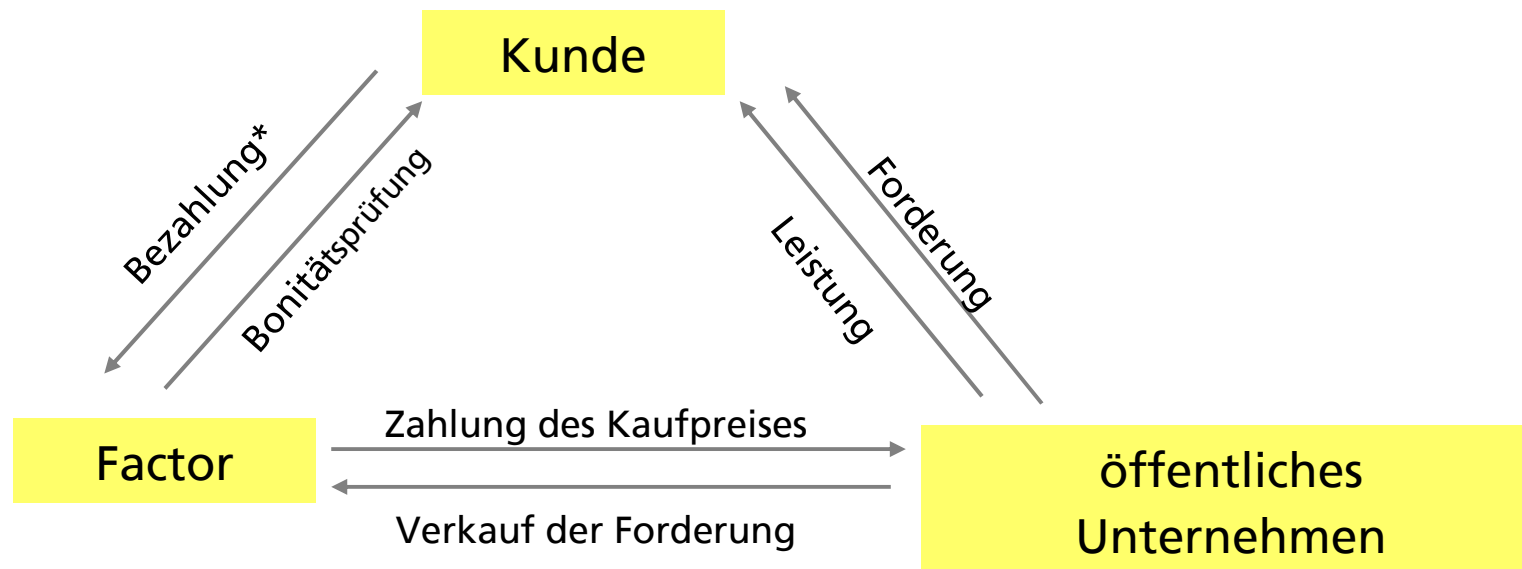 Kunde
Bezahlung*
Bonitätsprüfung
Leistung
Forderung
Factor
Zahlung des Kaufpreises
Verkauf der Forderung
öffentliches
Unternehmen